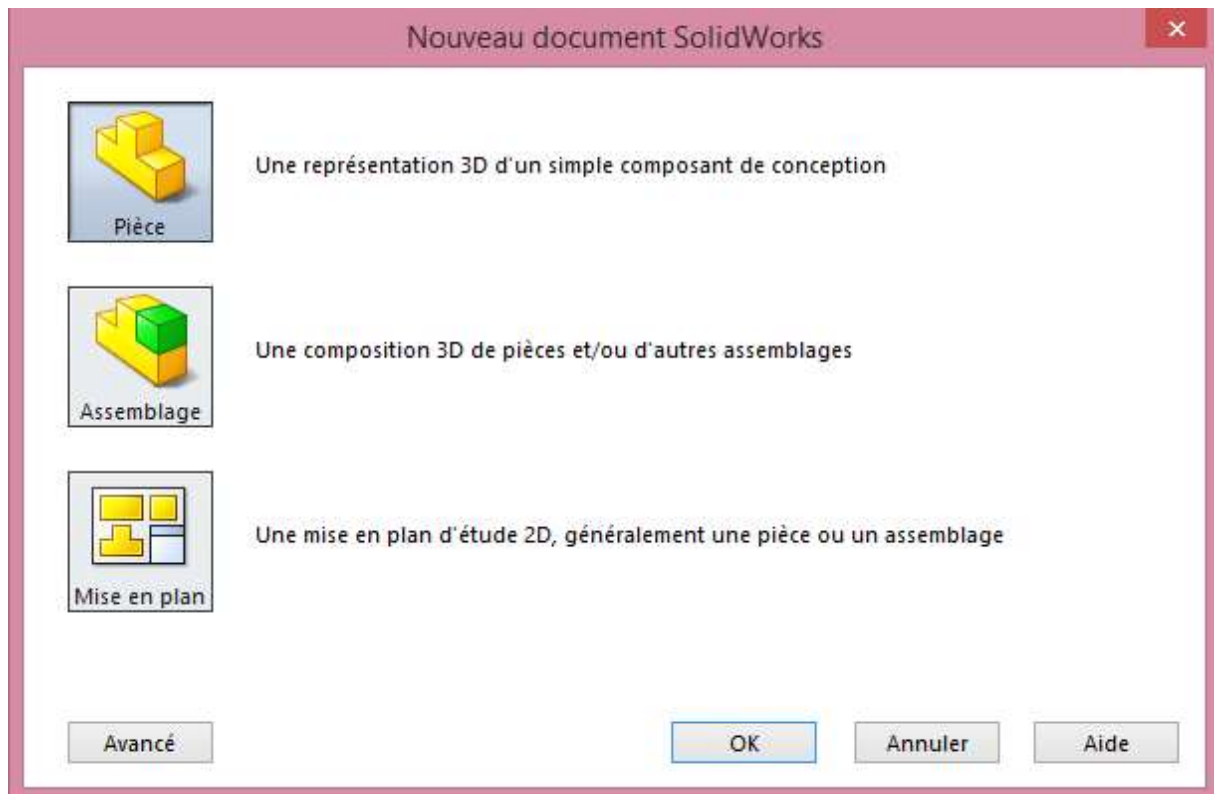 Nouveau document SolidWorks
Pièce
Une représentation 3D d'un simple composant de conception
Assemblage
Une composition 3D de pièces et/ou d'autres assemblages
Mise en plan
Une mise en plan d'étude 2D, généralement une pièce ou un assemblage
Avancé
OK
Annuler
Aide